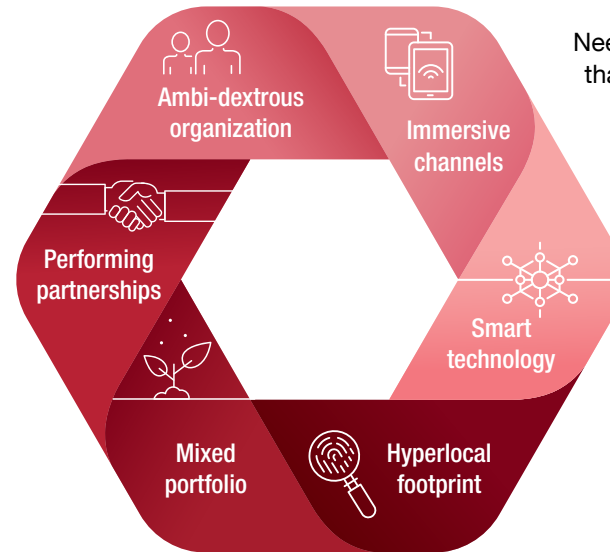 Ambi-dextrous
organization
Immersive
channels
Smart
technology
Hyperlocal
footprint
Mixed
portfolio
Performing
partnerships